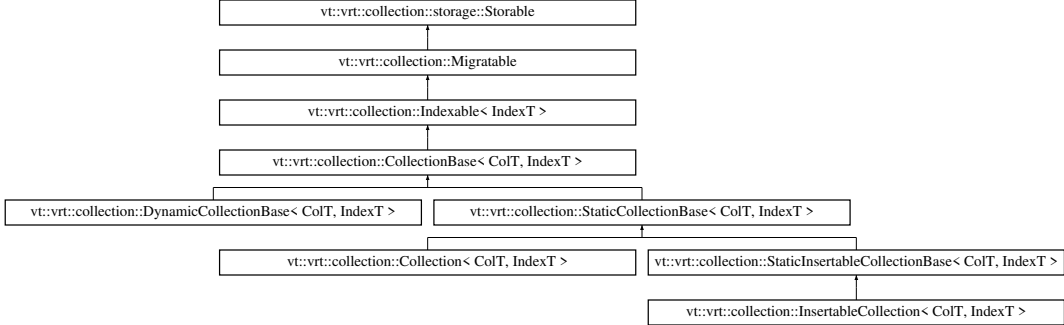 vt::vrt::collection::storage::Storable
vt::vrt::collection::Migratable
vt::vrt::collection::Indexable< IndexT >
vt::vrt::collection::CollectionBase< ColT, IndexT >
vt::vrt::collection::DynamicCollectionBase< ColT, IndexT >
vt::vrt::collection::StaticCollectionBase< ColT, IndexT >
vt::vrt::collection::Collection< ColT, IndexT >
vt::vrt::collection::StaticInsertableCollectionBase< ColT, IndexT >
vt::vrt::collection::InsertableCollection< ColT, IndexT >